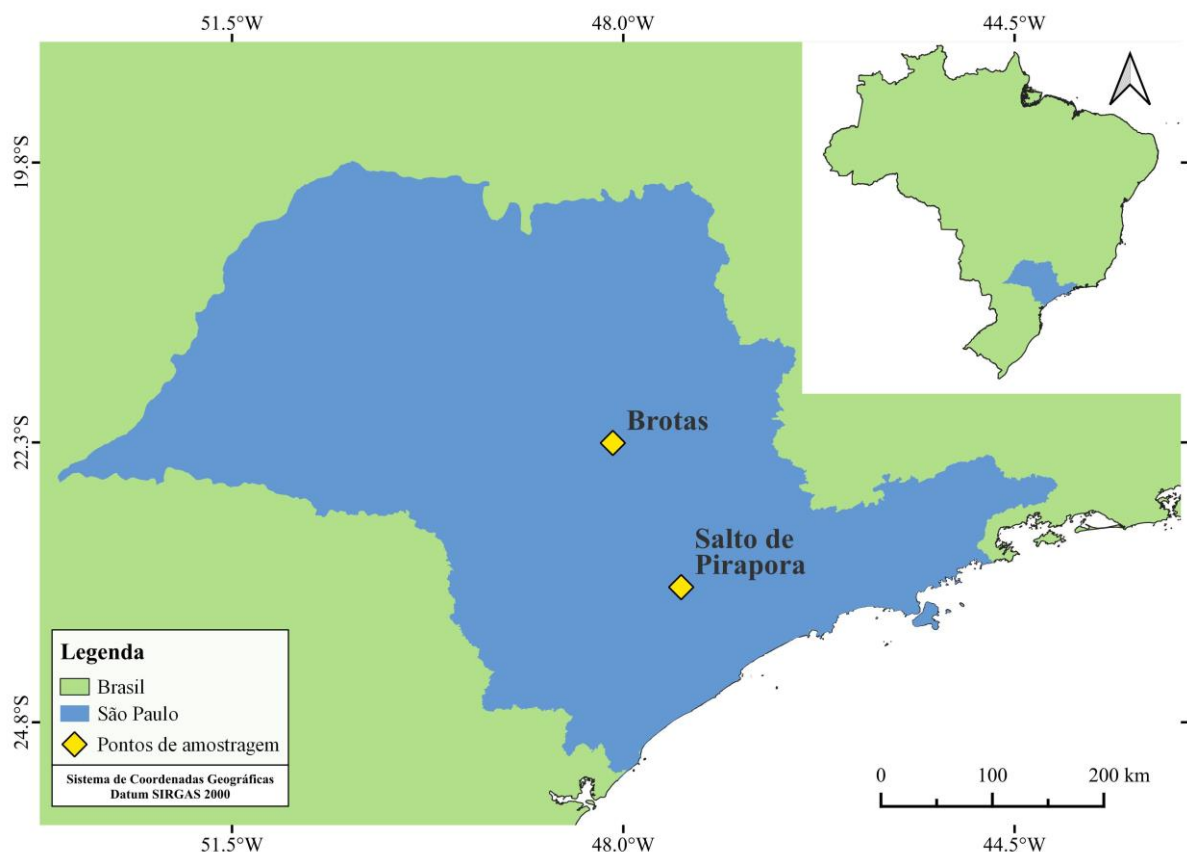 51.5°W
48.0°W
44.5°W
19.8°S
22.3°S
24.8°S
Brotas
Salto de
Pirapora
Legenda
Brasil
São Paulo
Pontos de amostragem
Sistema de Coordenadas Geográficas
Datum SIRGAS 2000
0
100
200 km
51.5°W
48.0°W
44.5°W